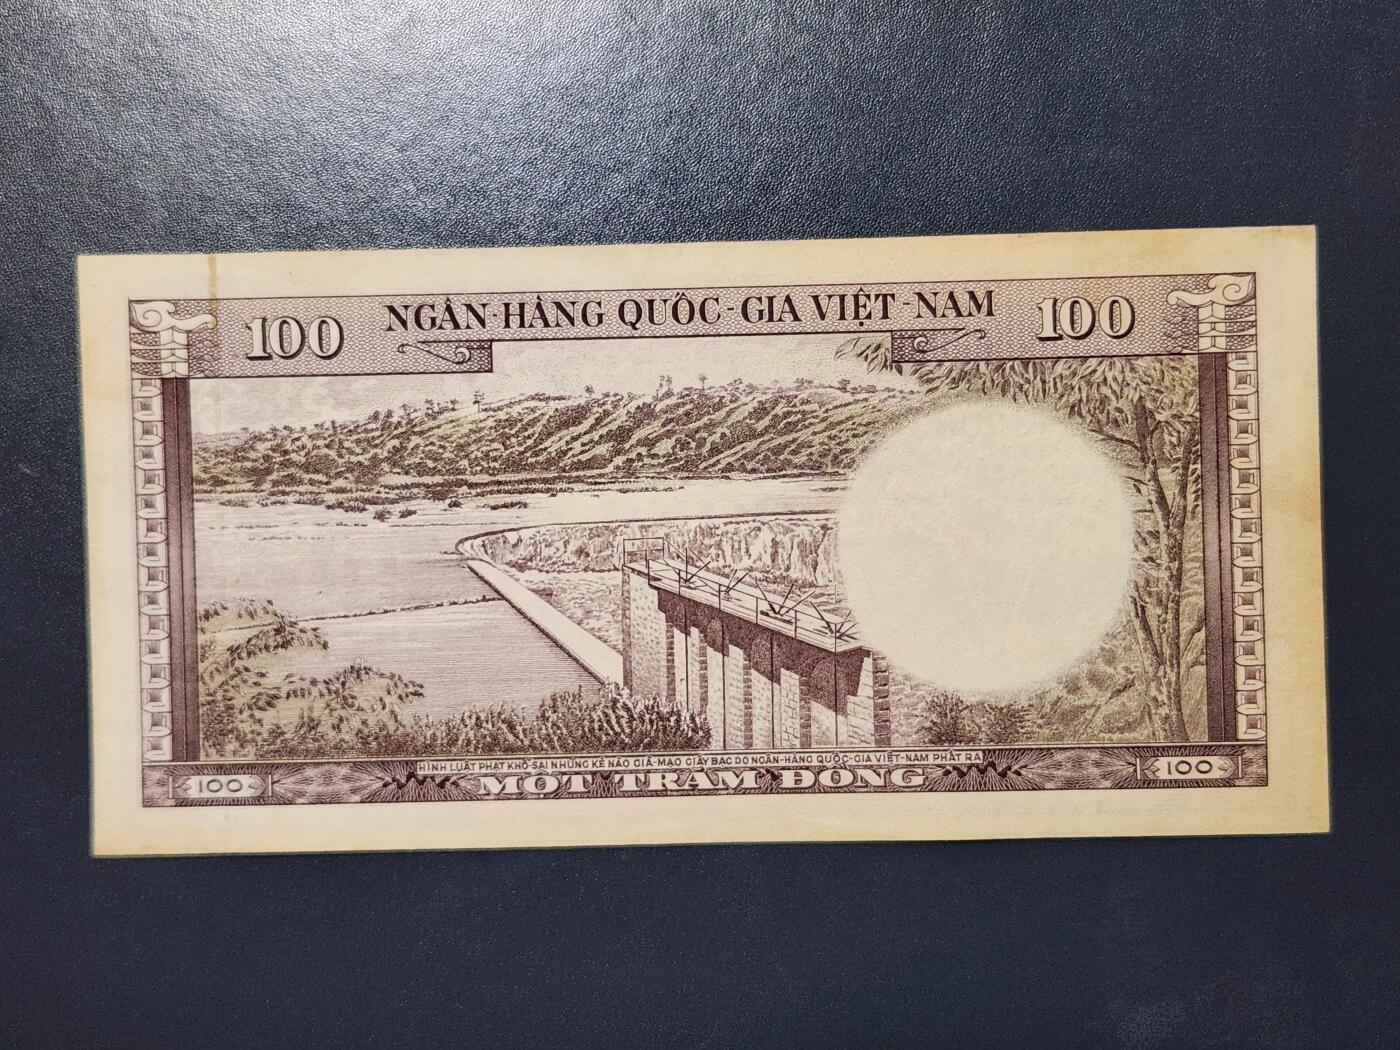 100 NGÂN-HÀNG QUỐC-GIA VIỆT-NAM 100
HÌNH LUẬT PHẠT KHỔ-SAI NHỮNG KẺ NÀO GIẢ-MẠO GIẤY BẠC DO NGÂN-HÀNG QUỐC-GIA VIỆT-NAM PHÁT RA
100 MỘT TRĂM ĐỒNG 100